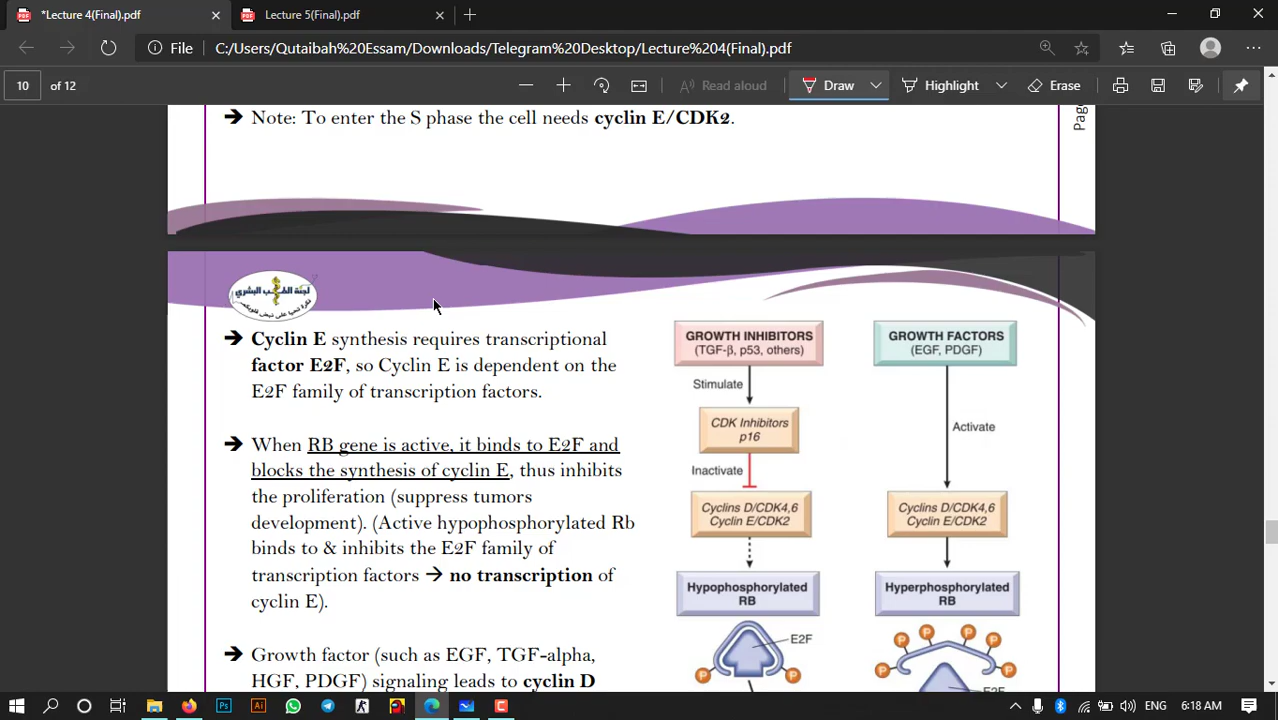 *Lecture 4(Final).pdf
Lecture 5(Final).pdf
File
C:/Users/Qutaibah%20Essam/Downloads/Telegram%20Desktop/Lecture%204(Final).pdf
10 of 12
Read aloud
Draw
Highlight
Erase
➔ Note: To enter the S phase the cell needs cyclin E/CDK2.
Pag
لجنة الطب البشري
➔ Cyclin E synthesis requires transcriptional
factor E2F, so Cyclin E is dependent on the
E2F family of transcription factors.
➔ When RB gene is active, it binds to E2F and
blocks the synthesis of cyclin E, thus inhibits
the proliferation (suppress tumors
development). (Active hypophosphorylated Rb
binds to & inhibits the E2F family of
transcription factors ➔ no transcription of
cyclin E).
➔ Growth factor (such as EGF, TGF-alpha,
HGF, PDGF) signaling leads to cyclin D
GROWTH INHIBITORS
(TGF-β, p53, others)
Stimulate
CDK Inhibitors
p16
Inactivate
Cyclins D/CDK4,6
Cyclin E/CDK2
Hypophosphorylated
RB
E2F
P
P
GROWTH FACTORS
(EGF, PDGF)
Activate
Cyclins D/CDK4,6
Cyclin E/CDK2
Hyperphosphorylated
RB
P
P
P
P
P
P
E2F
Ps
Ai
ENG
6:18 AM